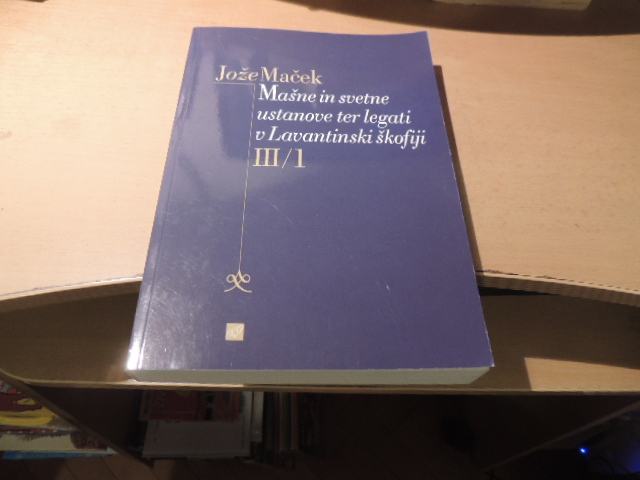 Jože Maček
Mašne in svetne
ustanove ter legati
v Lavantinski škofiji
III/1